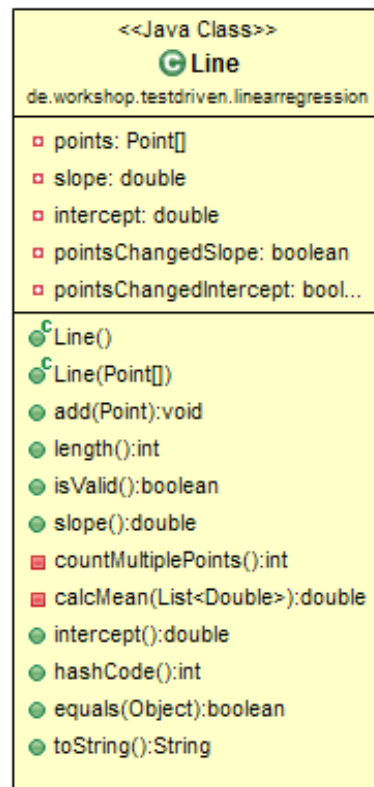 <<Java Class>>
C Line
de.workshop.testdriven.linearregression
points: Point[]
slope: double
intercept: double
pointsChangedSlope: boolean
pointsChangedIntercept: bool...
C Line()
C Line(Point[])
add(Point):void
length():int
isValid():boolean
slope():double
countMultiplePoints():int
calcMean(List<Double>):double
intercept():double
hashCode():int
equals(Object):boolean
toString():String